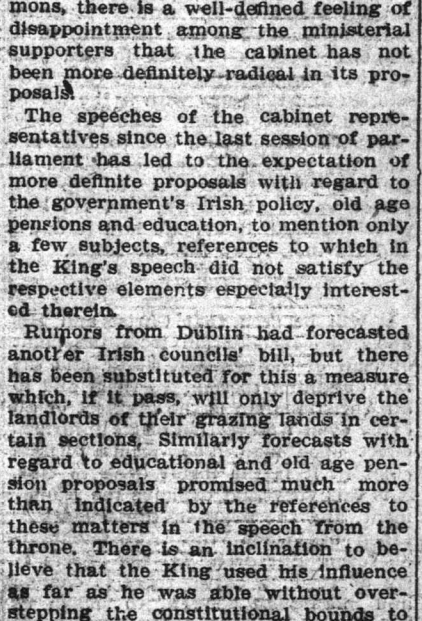 mons, there is a well-defined feeling of
disappointment among the ministerial
supporters that the cabinet has not
been more definitely radical in its pro-
posals.
The speeches of the cabinet repre-
sentatives since the last session of par-
liament has led to the expectation of
more definite proposals with regard to
the government's Irish policy, old age
pensions and education, to mention only
a few subjects, references to which in
the King's speech did not satisfy the
respective elements especially interest-
ed therein.
Rumors from Dublin had forecasted
another Irish councils' bill, but there
has been substituted for this a measure
which, if it pass, will only deprive the
landlords of their grazing lands in cer-
tain sections. Similarly forecasts with
regard to educational and old age pen-
sion proposals promised much more
than indicated by the references to
these matters in the speech from the
throne. There is an inclination to be-
lieve that the King used his influence
as far as he was able without over-
stepping the constitutional bounds to